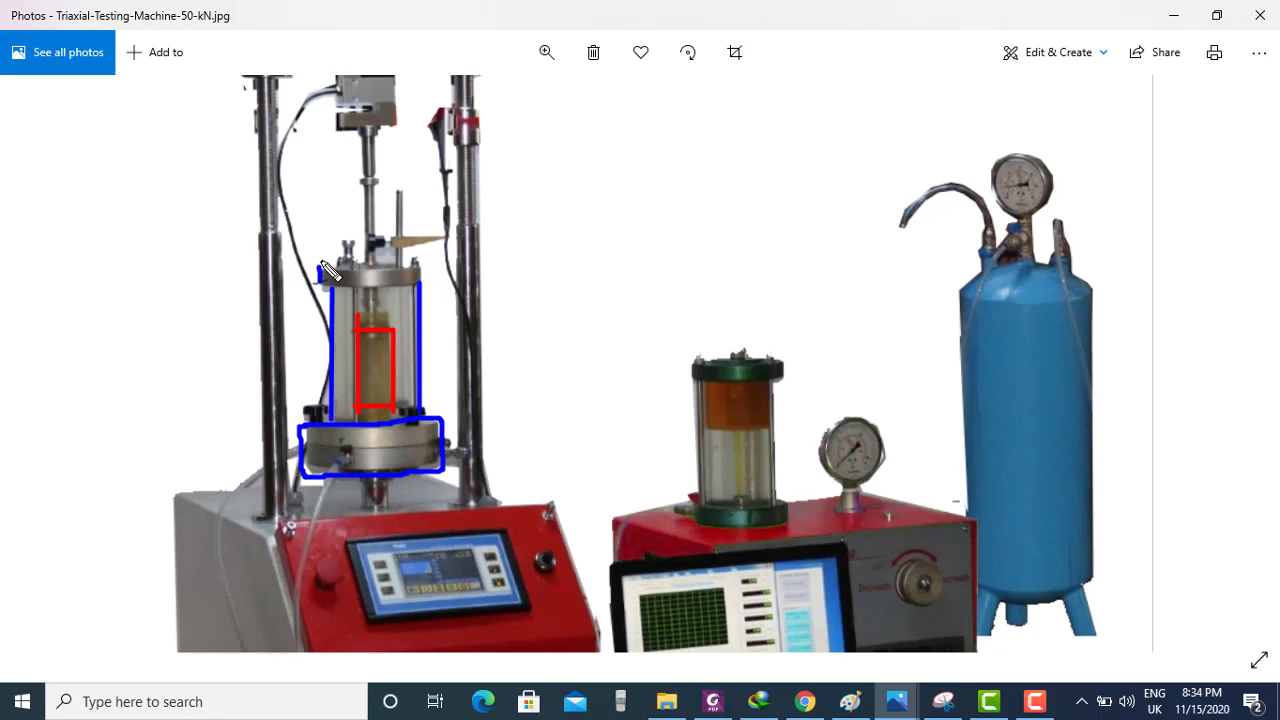 Photos - Triaxial-Testing-Machine-50-kN.jpg
See all photos
Add to
Edit & Create
Share
Type here to search
ENG
8:34 PM
UK
11/15/2020
2